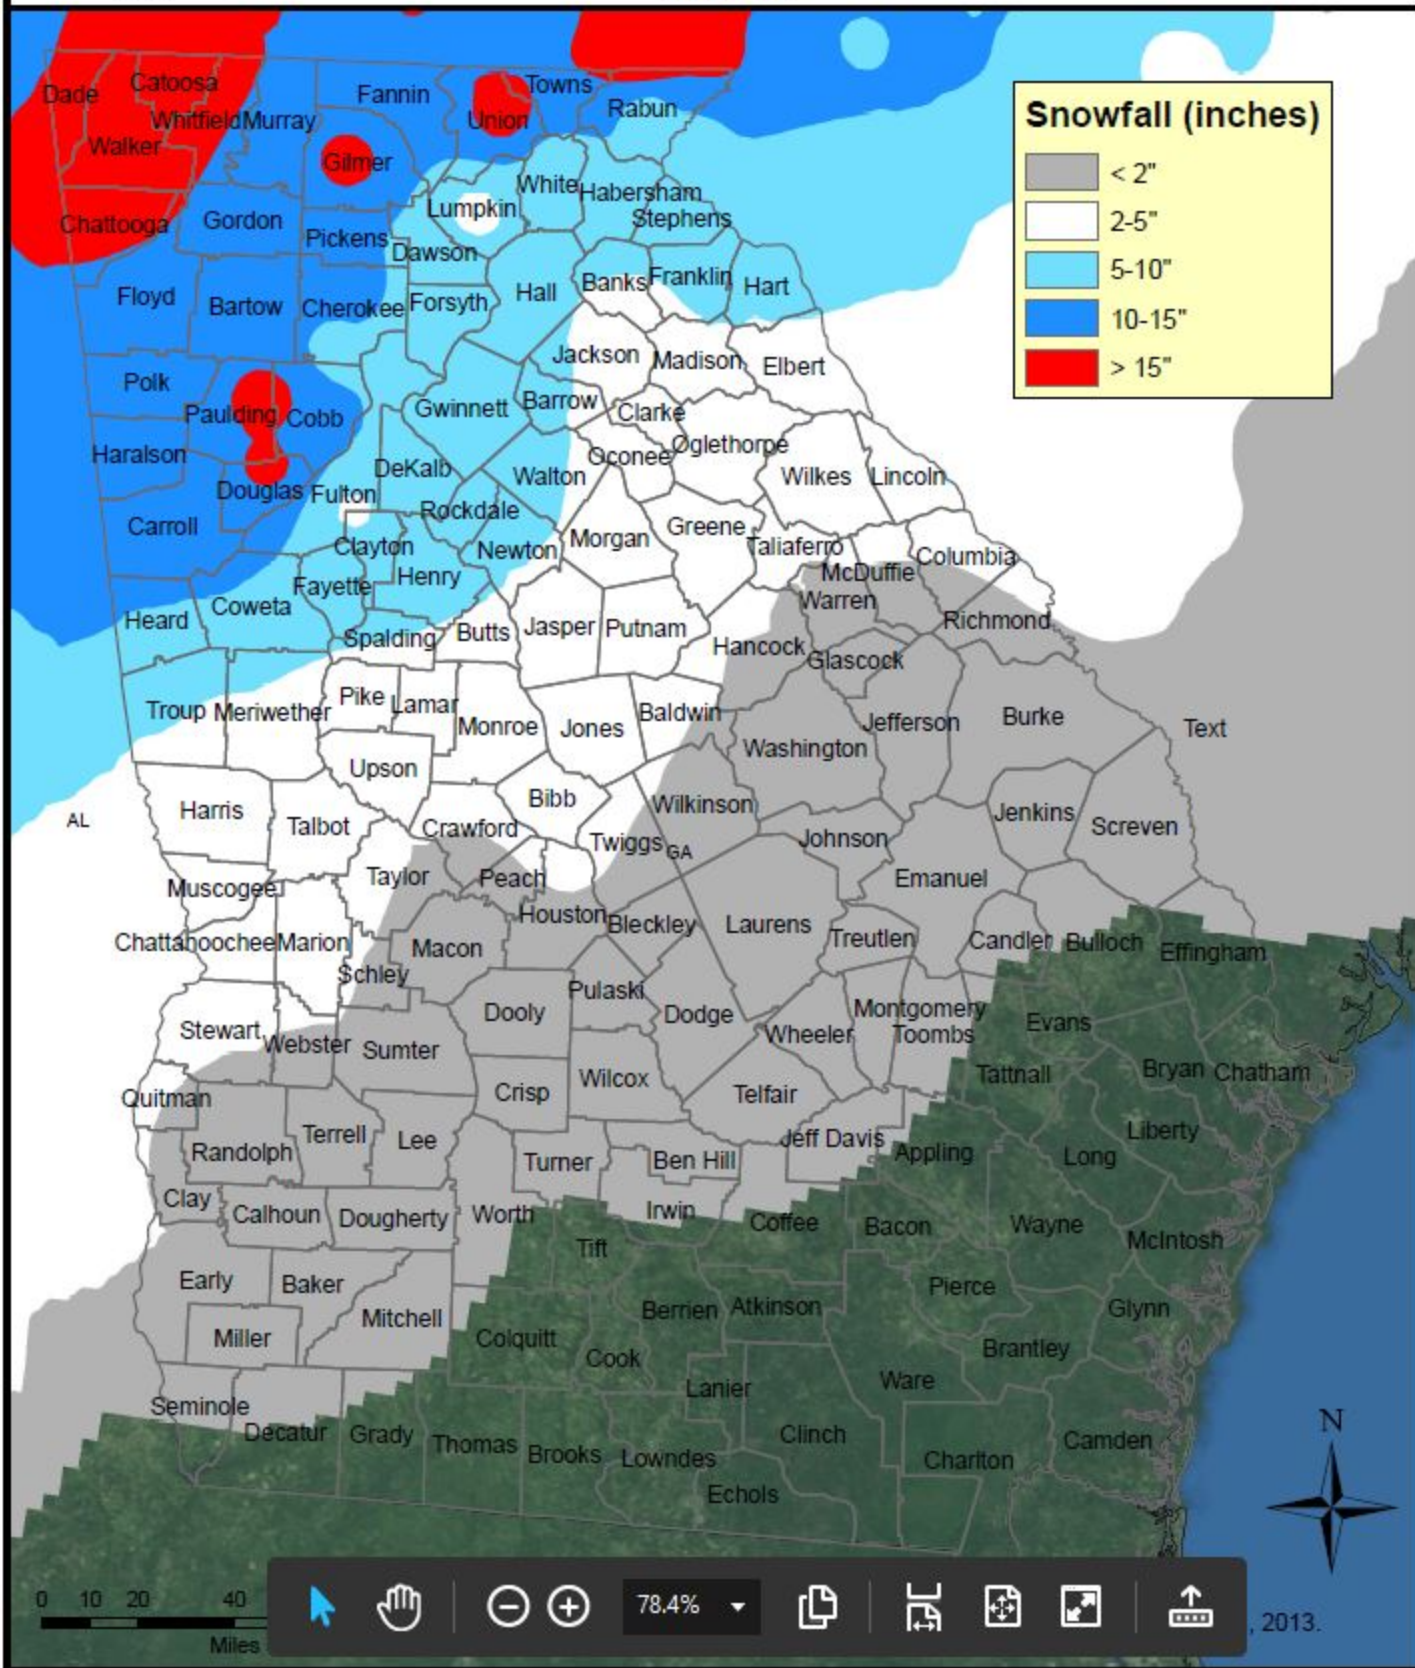 Snowfall (inches)
< 2"
2-5"
5-10"
10-15"
> 15"
Dade
Catoosa
Fannin
Towns
Whitfield
Murray
Union
Rabun
Walker
Gilmer
White
Habersham
Lumpkin
Stephens
Chattooga
Gordon
Pickens
Dawson
Banks
Franklin
Hart
Floyd
Bartow
Cherokee
Forsyth
Hall
Jackson
Madison
Elbert
Polk
Paulding
Cobb
Gwinnett
Barrow
Clarke
Haralson
DeKalb
Oconee
Oglethorpe
Walton
Wilkes
Lincoln
Douglas
Fulton
Rockdale
Carroll
Clayton
Newton
Morgan
Greene
Taliaferro
Columbia
McDuffie
Fayette
Henry
Warren
Heard
Coweta
Richmond
Spalding
Butts
Jasper
Putnam
Hancock
Glascock
Troup
Meriwether
Pike
Lamar
Monroe
Jones
Baldwin
Jefferson
Burke
Text
Washington
Upson
Harris
Talbot
Bibb
Wilkinson
Jenkins
Screven
AL
Crawford
Twiggs
GA
Johnson
Muscogee
Taylor
Peach
Emanuel
Houston
Bleckley
Laurens
Treutlen
Candler
Bulloch
Effingham
Chattahoochee
Marion
Macon
Schley
Pulaski
Dooly
Dodge
Montgomery
Stewart
Webster
Sumter
Wheeler
Toombs
Evans
Quitman
Crisp
Wilcox
Telfair
Tattnall
Bryan
Chatham
Randolph
Terrell
Lee
Turner
Ben Hill
Jeff Davis
Appling
Long
Liberty
Clay
Calhoun
Dougherty
Worth
Irwin
Coffee
Bacon
Wayne
McIntosh
Tift
Early
Baker
Mitchell
Berrien
Atkinson
Pierce
Glynn
Miller
Colquitt
Cook
Brantley
Lanier
Ware
Seminole
Decatur
Grady
Thomas
Brooks
Lowndes
Clinch
Charlton
Camden
Echols
N
0 10 20 40
Miles
78.4%
, 2013.